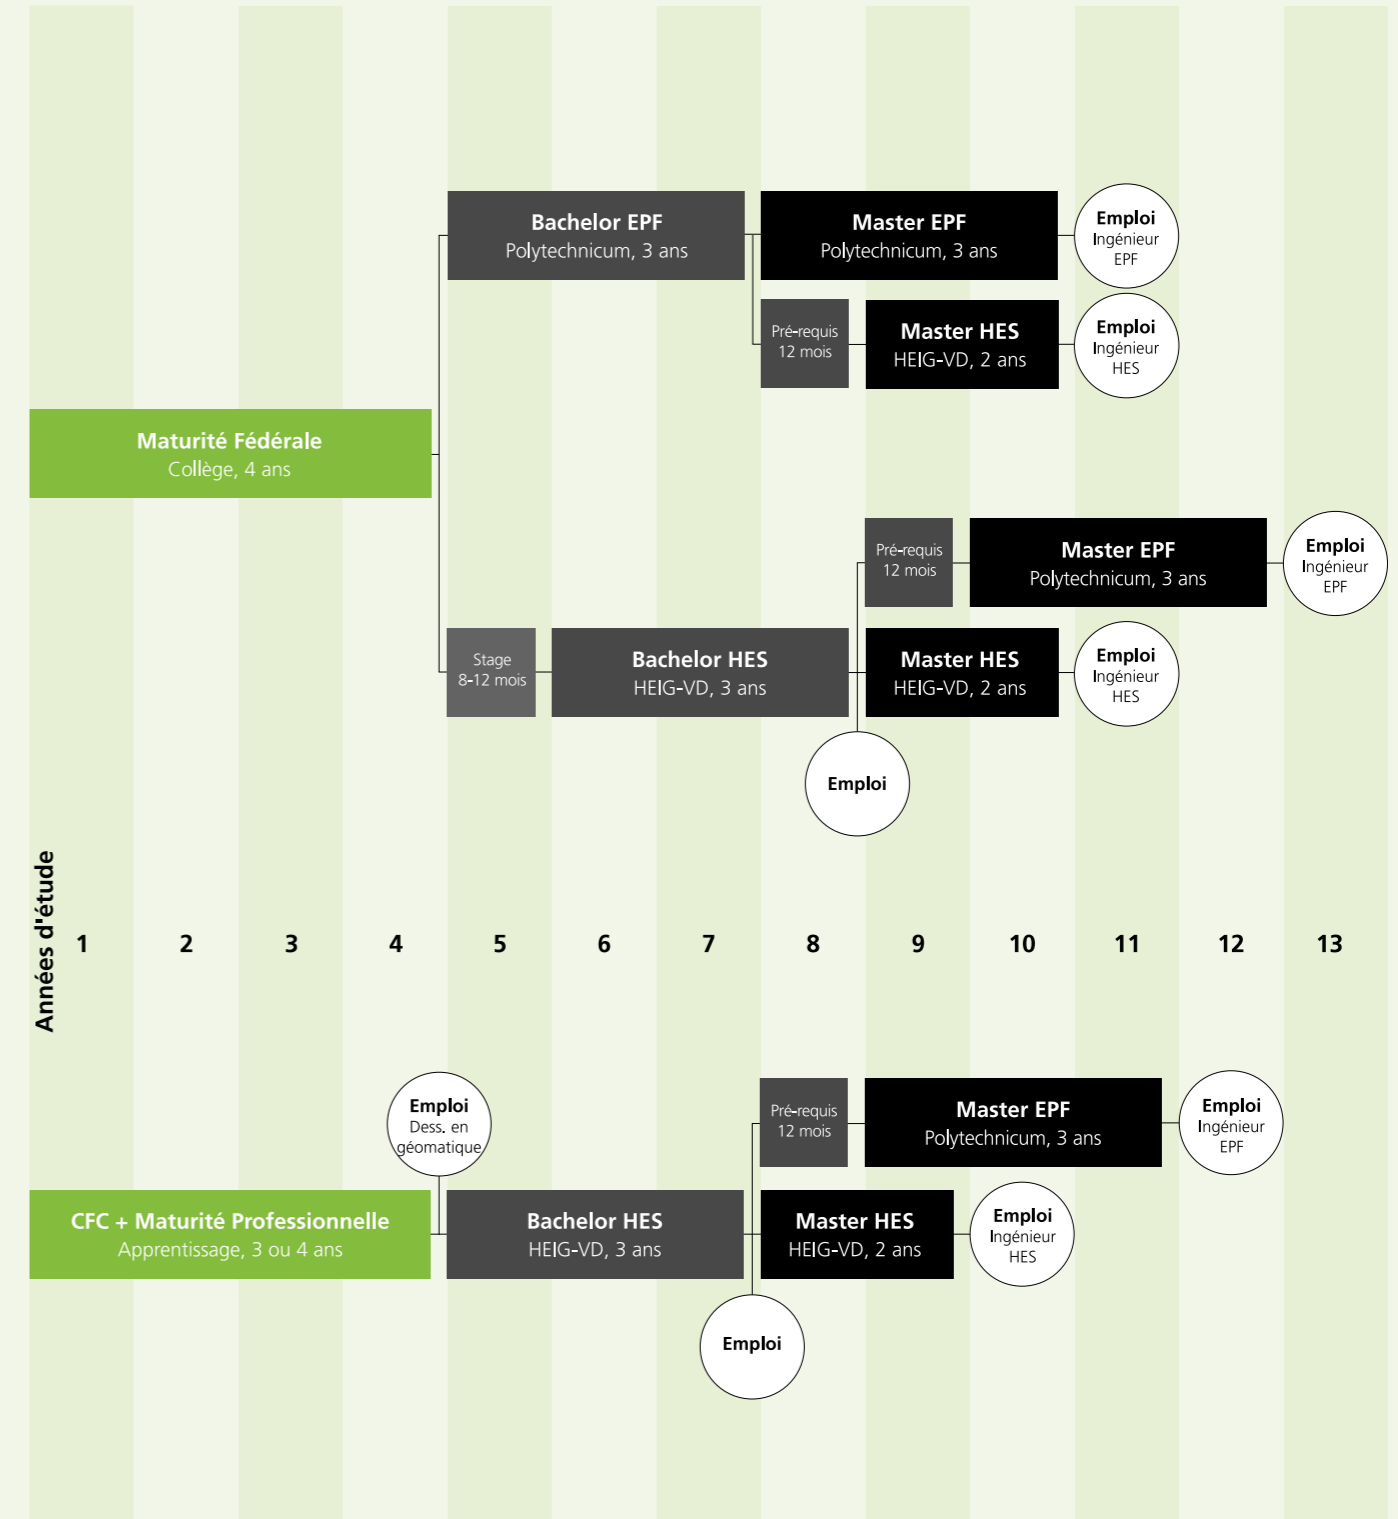 Bachelor EPF
Polytechnicum, 3 ans
Master EPF
Polytechnicum, 3 ans
Emploi
Ingénieur
EPF
Pré-requis
12 mois
Master HES
HEIG-VD, 2 ans
Emploi
Ingénieur
HES
Maturité Fédérale
Collège, 4 ans
Pré-requis
12 mois
Master EPF
Polytechnicum, 3 ans
Emploi
Ingénieur
EPF
Stage
8-12 mois
Bachelor HES
HEIG-VD, 3 ans
Master HES
HEIG-VD, 2 ans
Emploi
Ingénieur
HES
Emploi
Années d'étude
1 2 3 4 5 6 7 8 9 10 11 12 13
Emploi
Dess. en
géomatique
Pré-requis
12 mois
Master EPF
Polytechnicum, 3 ans
Emploi
Ingénieur
EPF
CFC + Maturité Professionnelle
Apprentissage, 3 ou 4 ans
Bachelor HES
HEIG-VD, 3 ans
Master HES
HEIG-VD, 2 ans
Emploi
Ingénieur
HES
Emploi